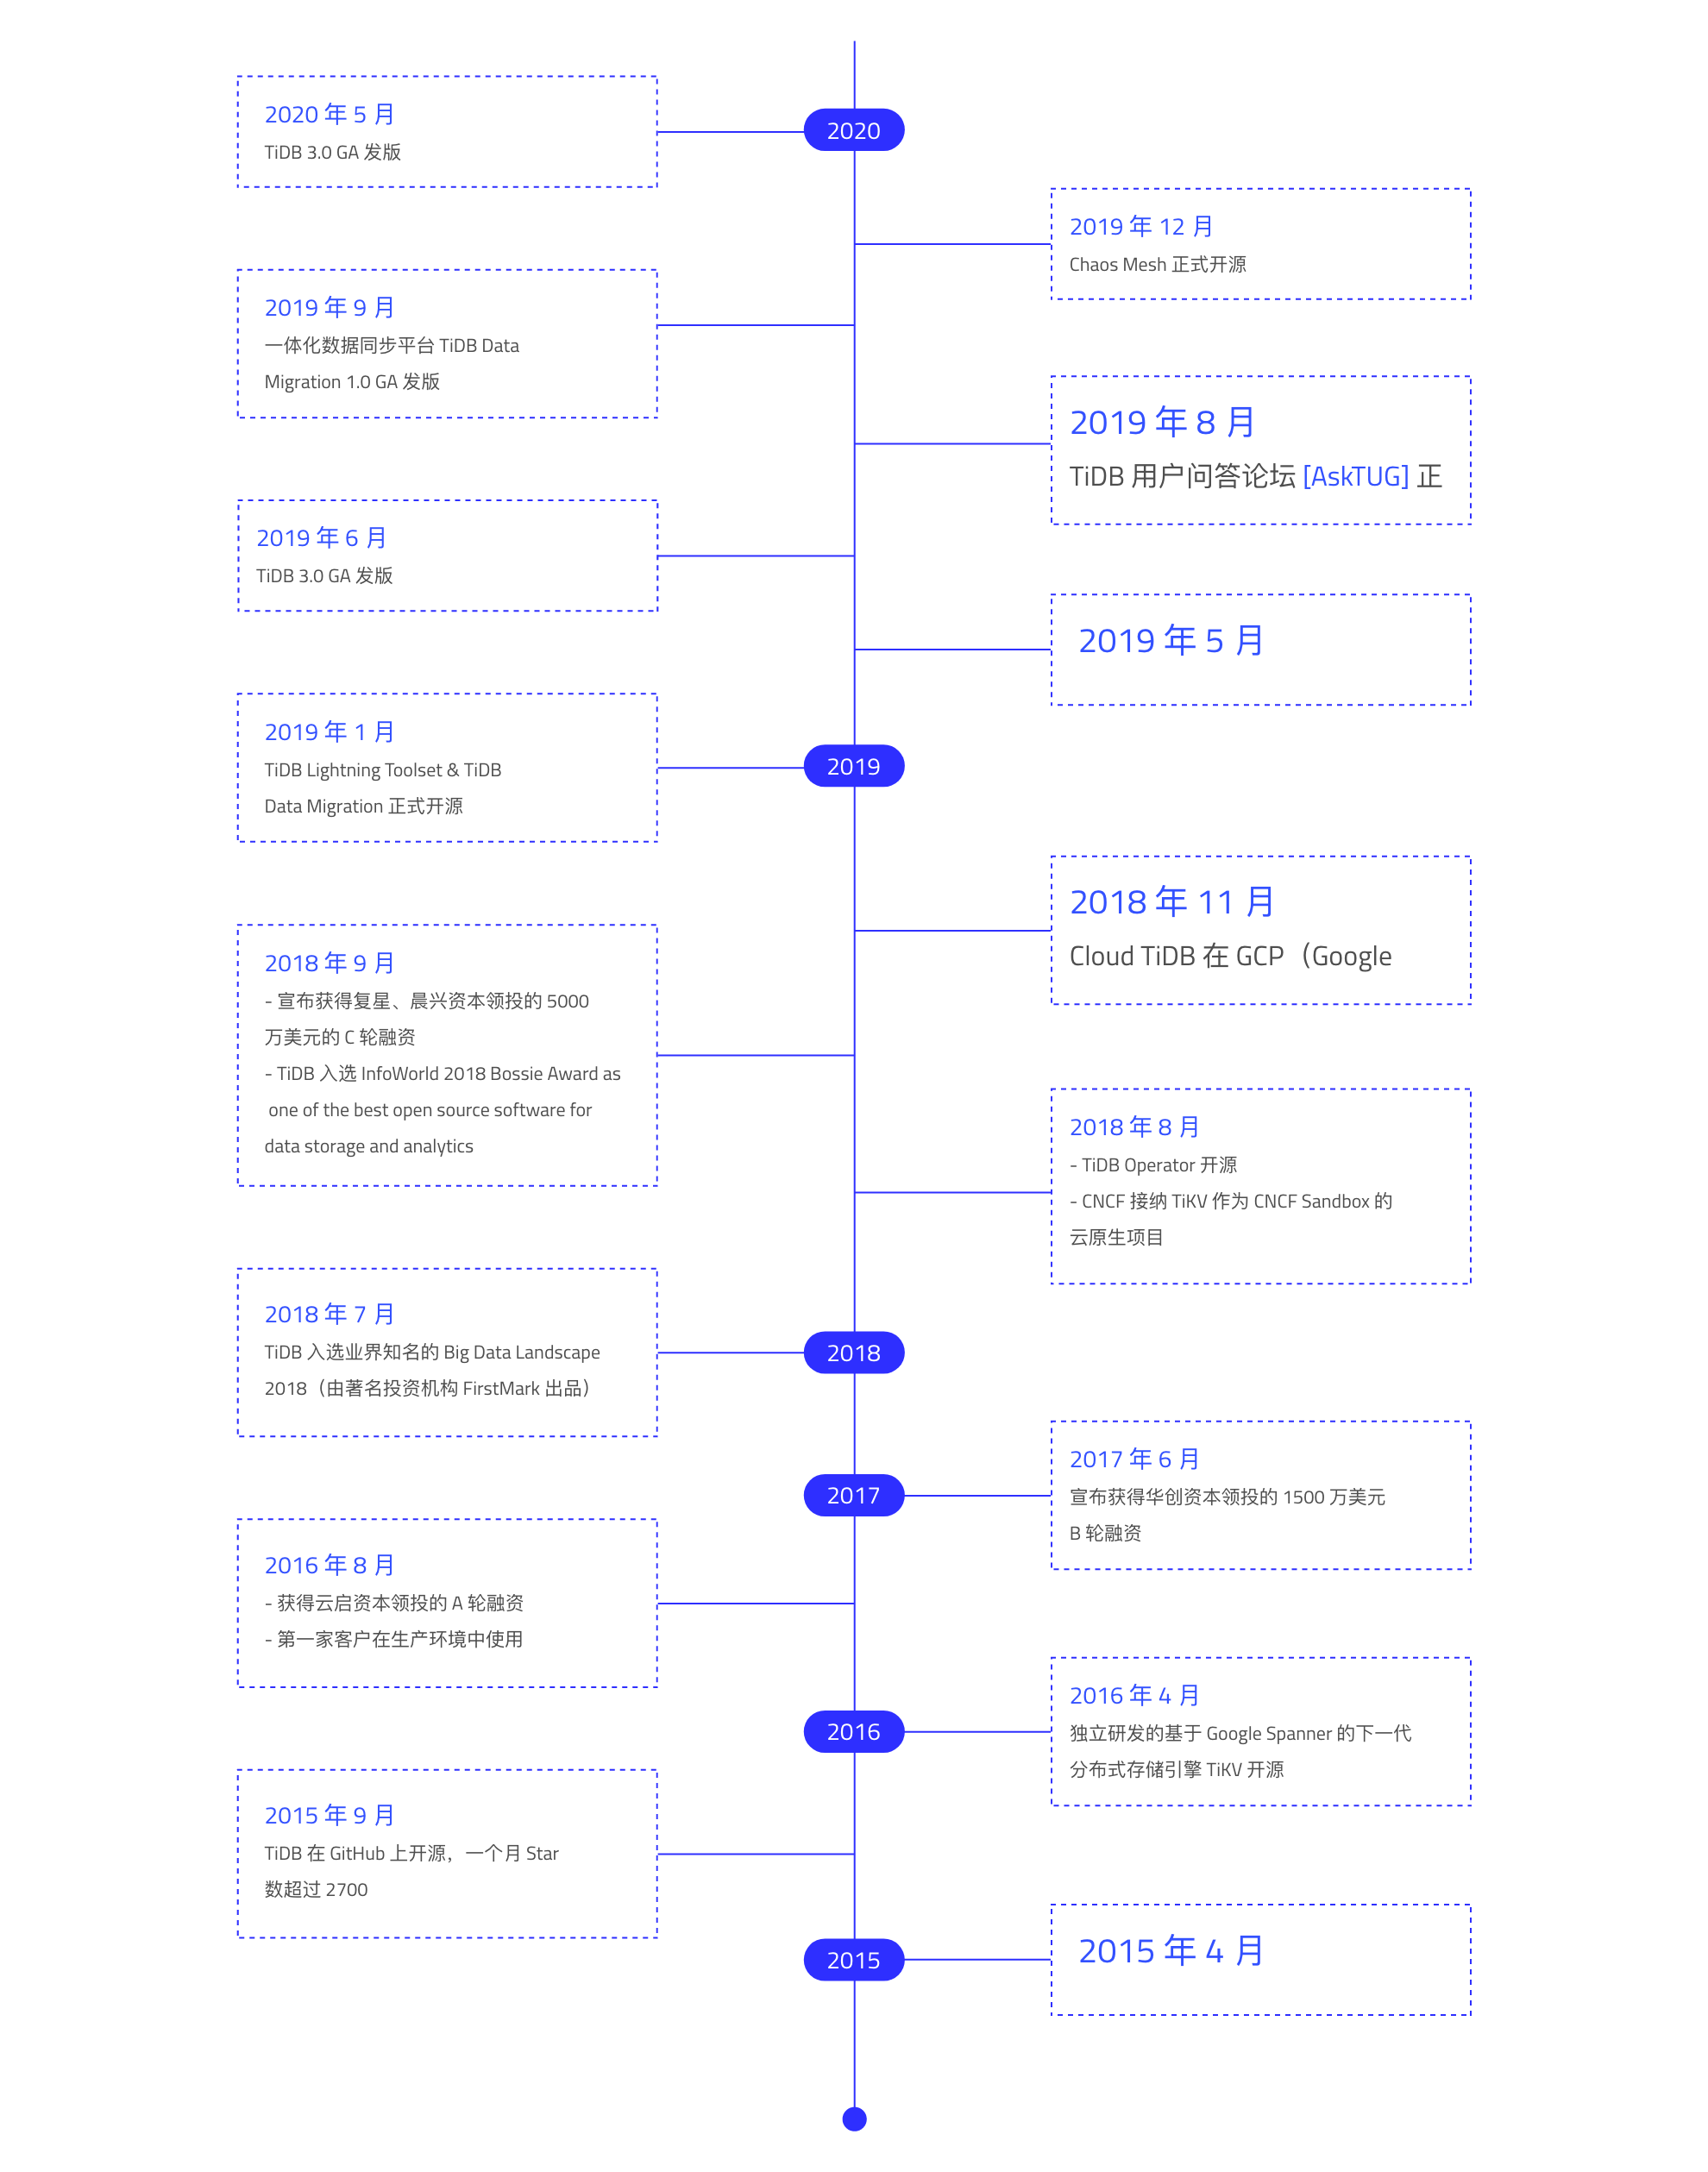 2020
2020 年 5 月
TiDB 3.0 GA 发版
2019 年 12 月
Chaos Mesh 正式开源
2019 年 9 月
一体化数据同步平台 TiDB Data
Migration 1.0 GA 发版
2019 年 8 月
TiDB 用户问答论坛 [AskTUG] 正
2019 年 6 月
TiDB 3.0 GA 发版
2019 年 5 月
2019
2019 年 1 月
TiDB Lightning Toolset & TiDB
Data Migration 正式开源
2018 年 11 月
Cloud TiDB 在 GCP（Google
2018 年 9 月
- 宣布获得复星、晨兴资本领投的 5000
万美元的 C 轮融资
- TiDB 入选 InfoWorld 2018 Bossie Award as
one of the best open source software for
data storage and analytics
2018 年 8 月
- TiDB Operator 开源
- CNCF 接纳 TiKV 作为 CNCF Sandbox 的
云原生项目
2018
2018 年 7 月
TiDB 入选业界知名的 Big Data Landscape
2018（由著名投资机构 FirstMark 出品）
2017
2017 年 6 月
宣布获得华创资本领投的 1500 万美元
B 轮融资
2016 年 8 月
- 获得云启资本领投的 A 轮融资
- 第一家客户在生产环境中使用
2016
2016 年 4 月
独立研发的基于 Google Spanner 的下一代
分布式存储引擎 TiKV 开源
2015 年 9 月
TiDB 在 GitHub 上开源，一个月 Star
数超过 2700
2015
2015 年 4 月